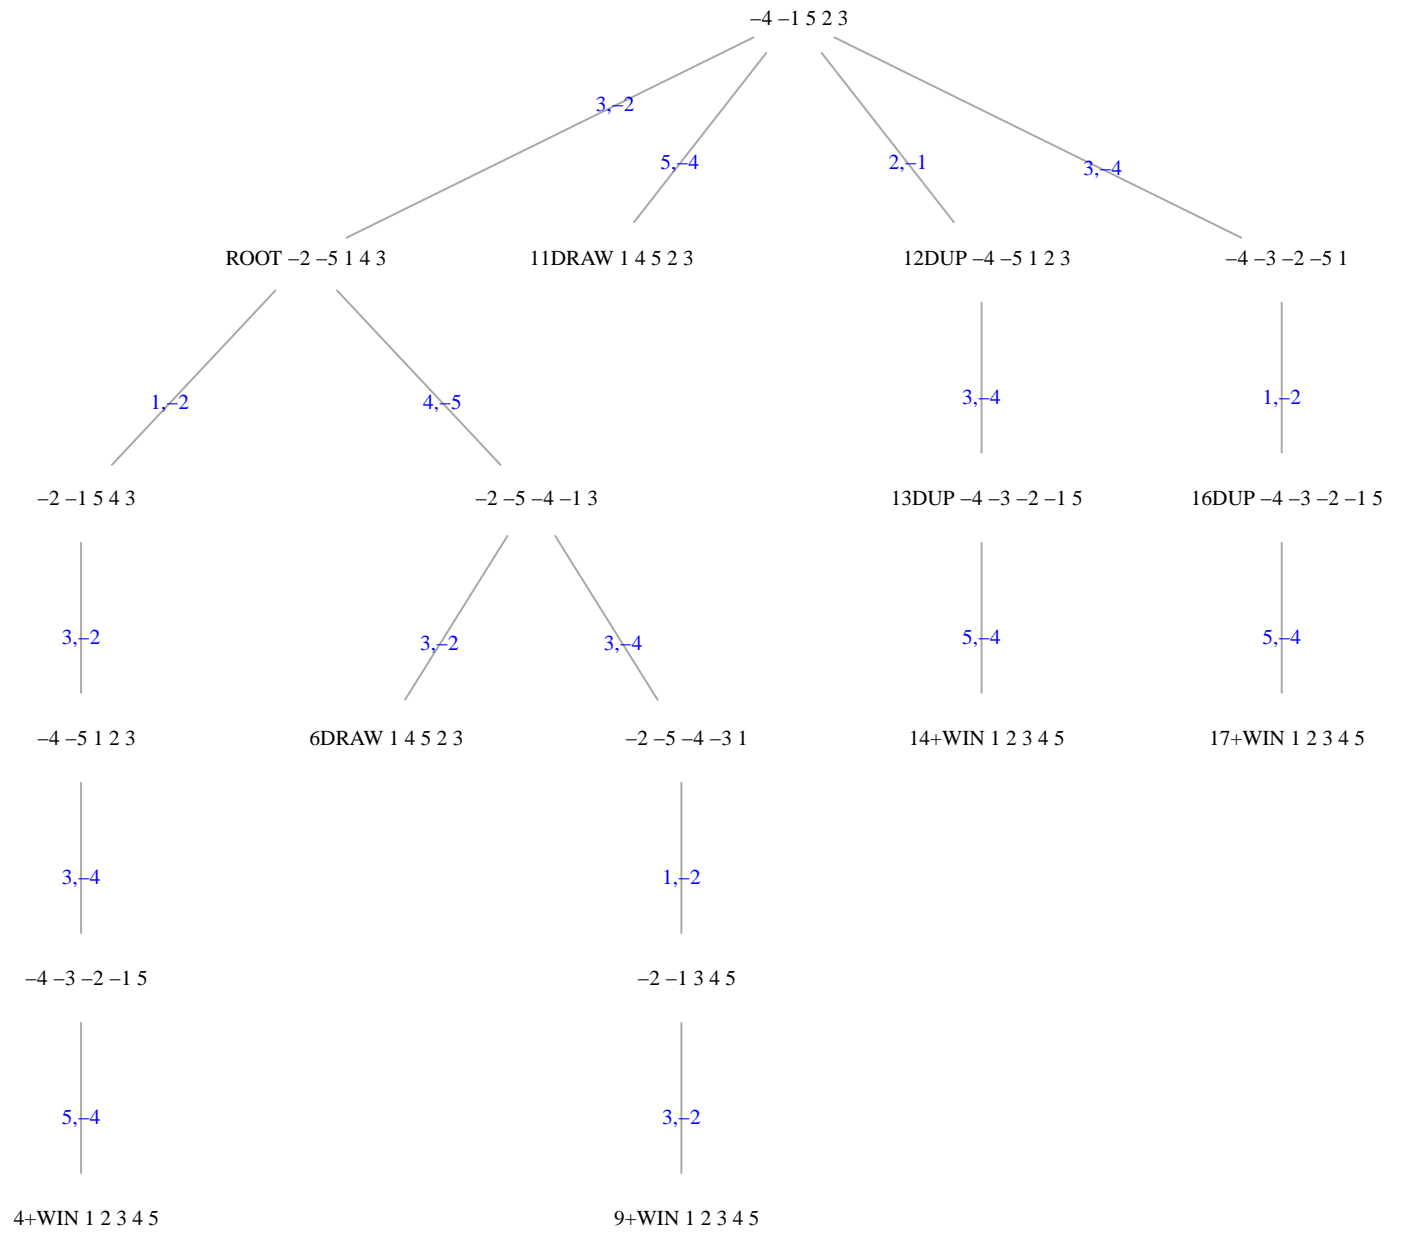 −4 −1 5 2 3
3,−2
5,−4
2,−1
3,−4
ROOT −2 −5 1 4 3
11DRAW 1 4 5 2 3
12DUP −4 −5 1 2 3
−4 −3 −2 −5 1
1,−2
4,−5
3,−4
1,−2
−2 −1 5 4 3
−2 −5 −4 −1 3
13DUP −4 −3 −2 −1 5
16DUP −4 −3 −2 −1 5
3,−2
3,−2
3,−4
5,−4
5,−4
−4 −5 1 2 3
6DRAW 1 4 5 2 3
−2 −5 −4 −3 1
14+WIN 1 2 3 4 5
17+WIN 1 2 3 4 5
3,−4
1,−2
−4 −3 −2 −1 5
−2 −1 3 4 5
5,−4
3,−2
4+WIN 1 2 3 4 5
9+WIN 1 2 3 4 5